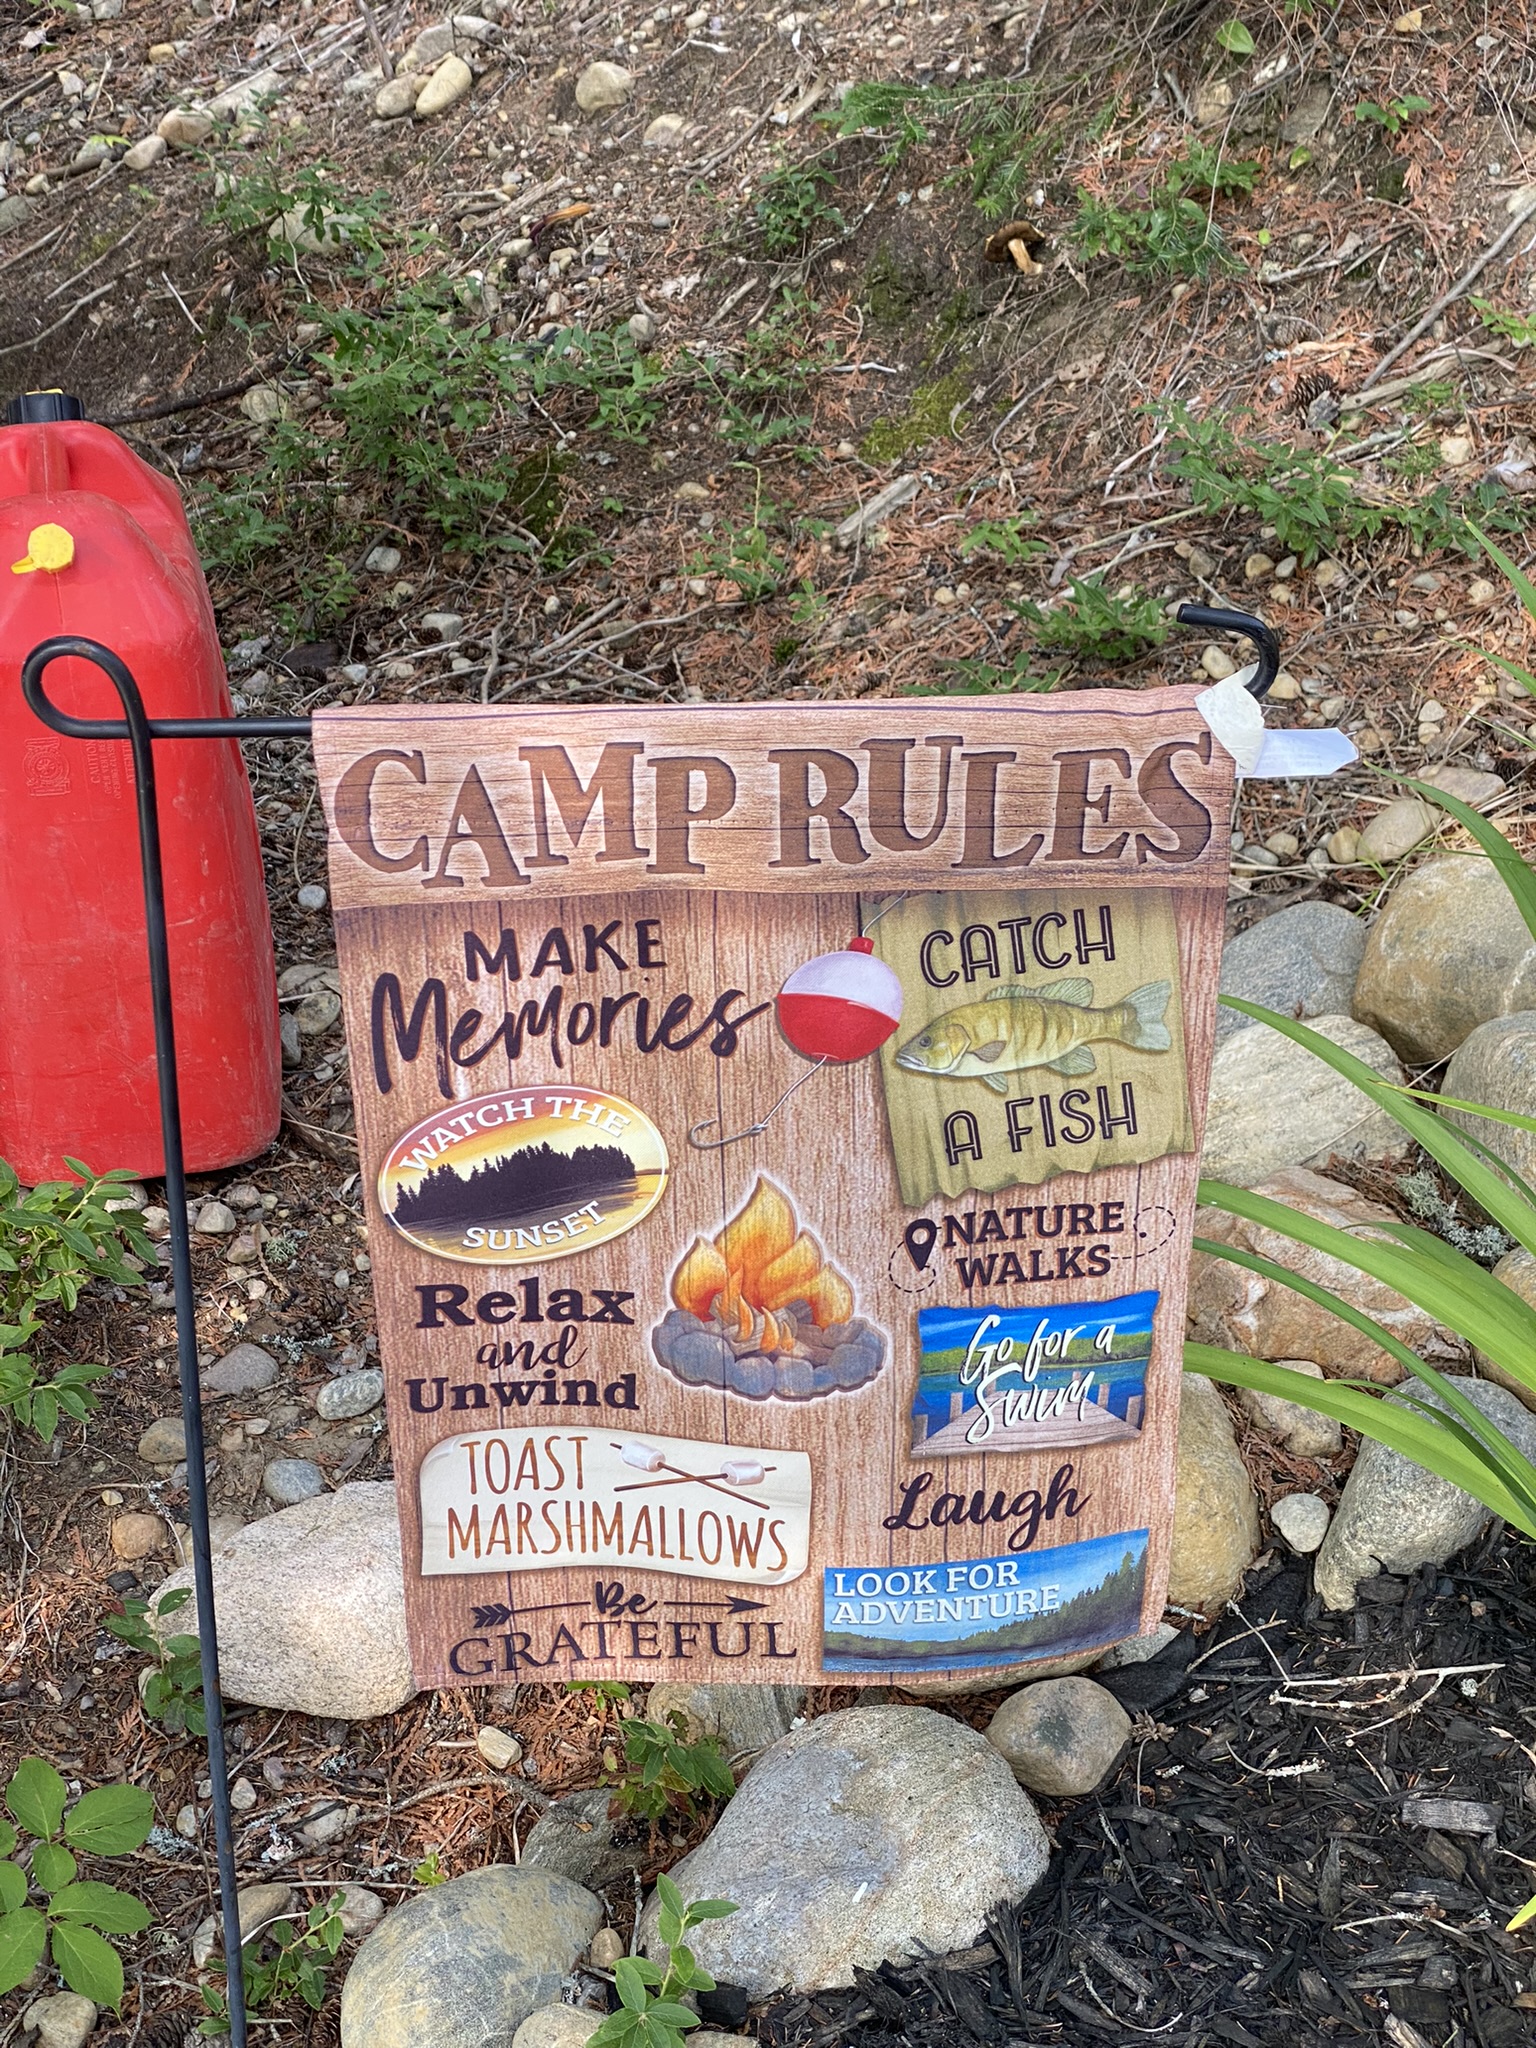 CAMP RULES
MAKE
Memories
CATCH
A FISH
WATCH THE
SUNSET
NATURE
WALKS
Relax
and
Unwind
Go for a
Swim
TOAST
MARSHMALLOWS
Laugh
Be
GRATEFUL
LOOK FOR
ADVENTURE
CAUTION